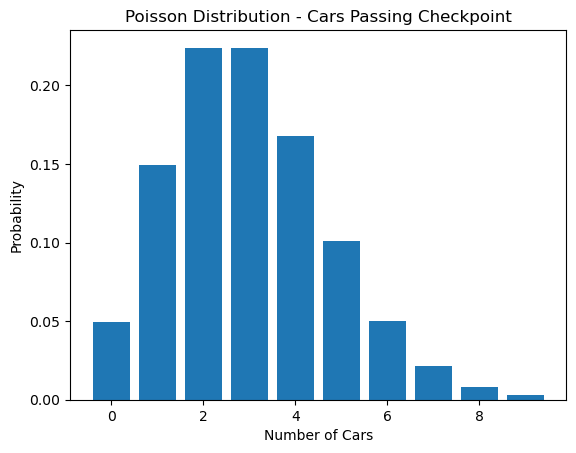 Poisson Distribution - Cars Passing Checkpoint
0.20
0.15
0.10
0.05
0.00
Probability
0 2 4 6 8
Number of Cars